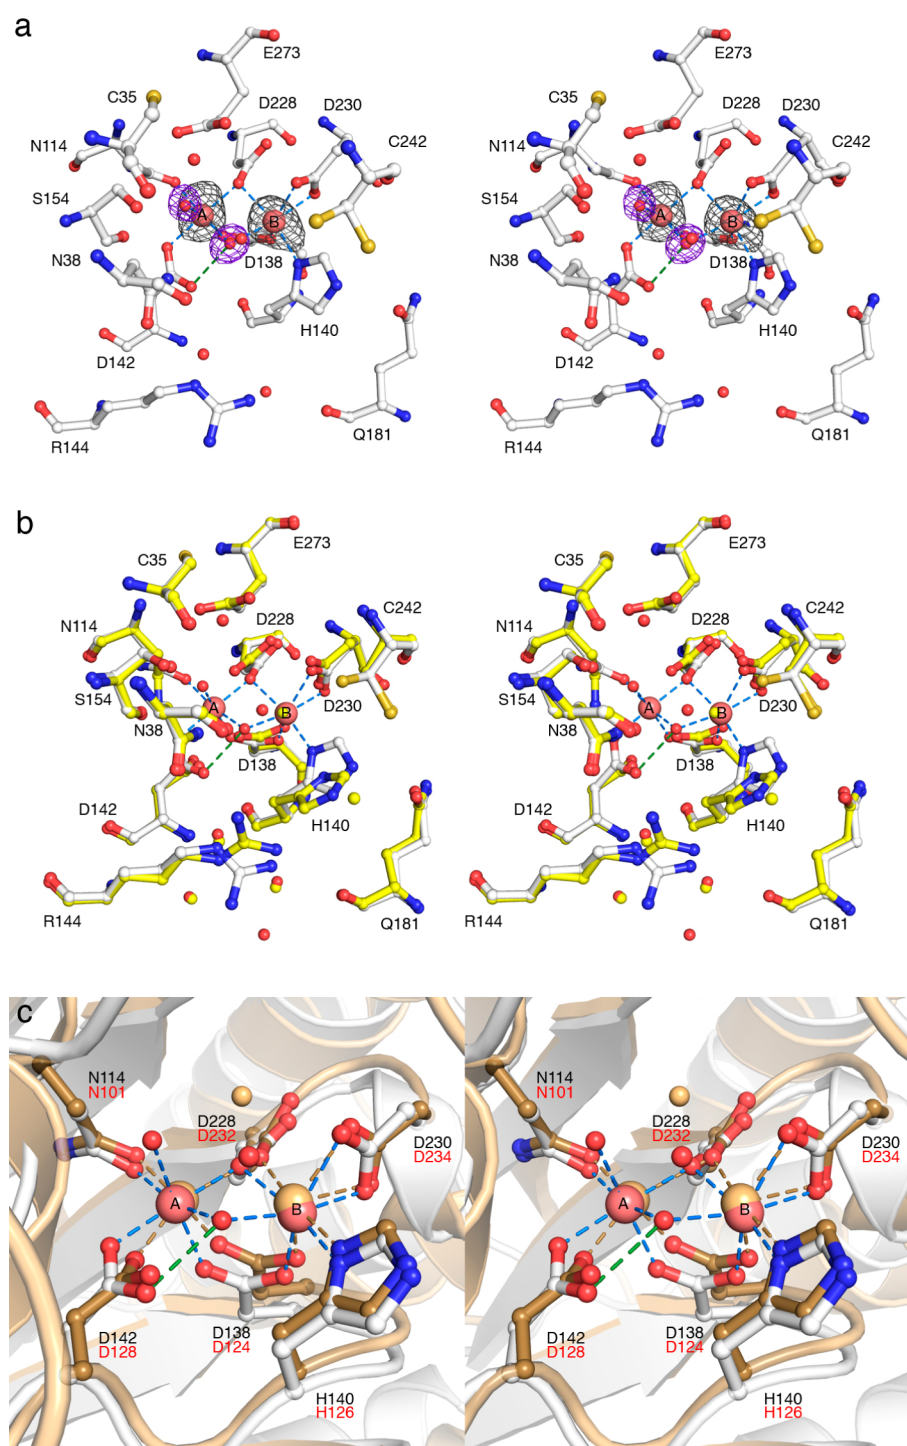 a
E273
E273
C35
D228
D230
C35
D228
D230
N114
C242
N114
C242
S154
S154
A
B
A
B
N38
D138
N38
D138
H140
H140
D142
D142
R144
Q181
R144
Q181
b
E273
E273
C35
C35
C242
C242
N114
D228
N114
D228
S154
D230
S154
D230
A
B
A
B
N38
N38
D138
D138
D142
H140
D142
H140
R144
Q181
R144
Q181
c
N114
N101
N114
N101
D228
D232
D228
D232
D230
D234
D230
D234
A
B
A
B
D142
D128
D138
D124
D142
D128
D138
D124
H140
H126
H140
H126